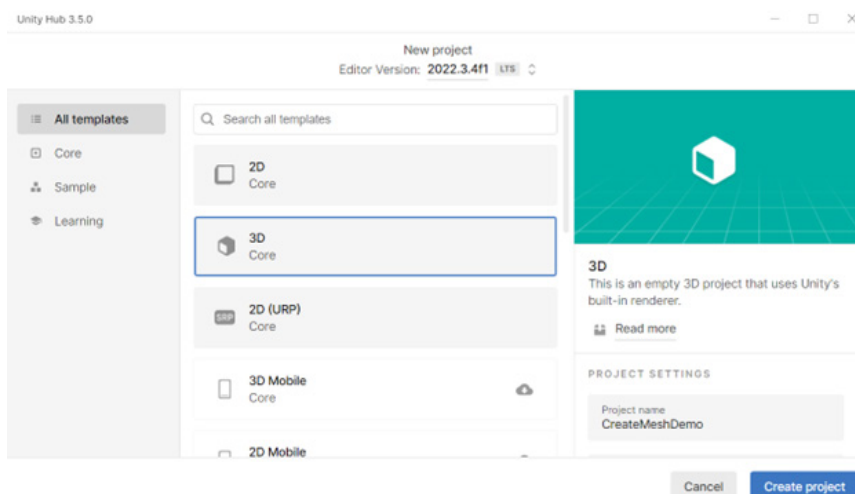 Unity Hub 3.5.0
New project
Editor Version: 2022.3.4f1 LTS
All templates
Core
Sample
Learning
Search all templates
2D
Core
3D
Core
SRP
2D (URP)
Core
3D Mobile
Core
2D Mobile
3D
This is an empty 3D project that uses Unity's
built-in renderer.
Read more
PROJECT SETTINGS
Project name
CreateMeshDemo
Cancel
Create project